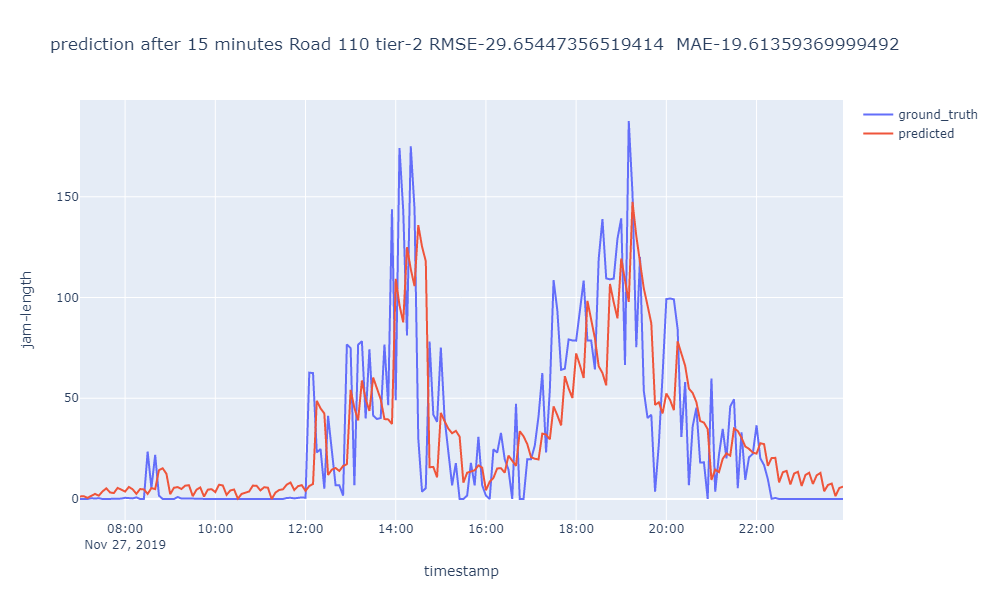 prediction after 15 minutes Road 110 tier-2 RMSE-29.65447356519414  MAE-19.61359369999492
ground_truth
predicted
150
100
50
0
jam-length
08:00 10:00 12:00 14:00 16:00 18:00 20:00 22:00
Nov 27, 2019
timestamp